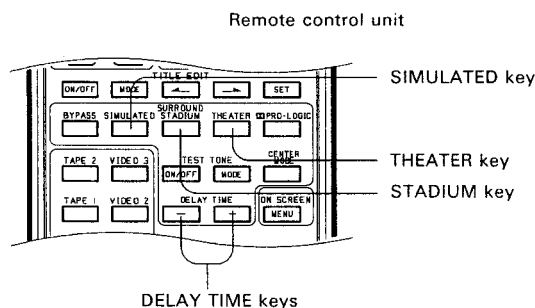 Remote control unit
TITLE EDIT
ON/OFF MODE SET
SURROUND
BYPASS SIMULATED STADIUM THEATER PRO-LOGIC
TEST TONE CENTER MODE
TAPE 2 VIDEO 3 ON/OFF MODE
TAPE 1 VIDEO 2 DELAY TIME ON SCREEN
− + MENU
SIMULATED key
THEATER key
STADIUM key
DELAY TIME keys